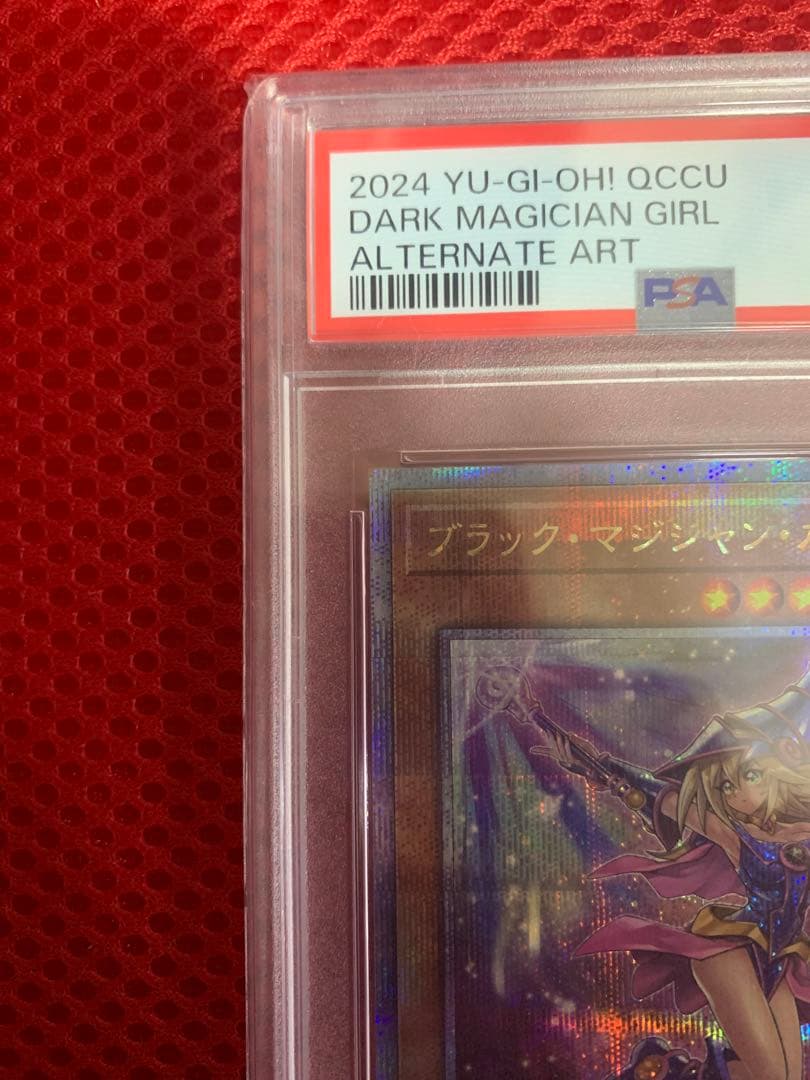 2024 YU-GI-OH! QCCU
DARK MAGICIAN GIRL
ALTERNATE ART
PSA
ブラック・マジシャン・